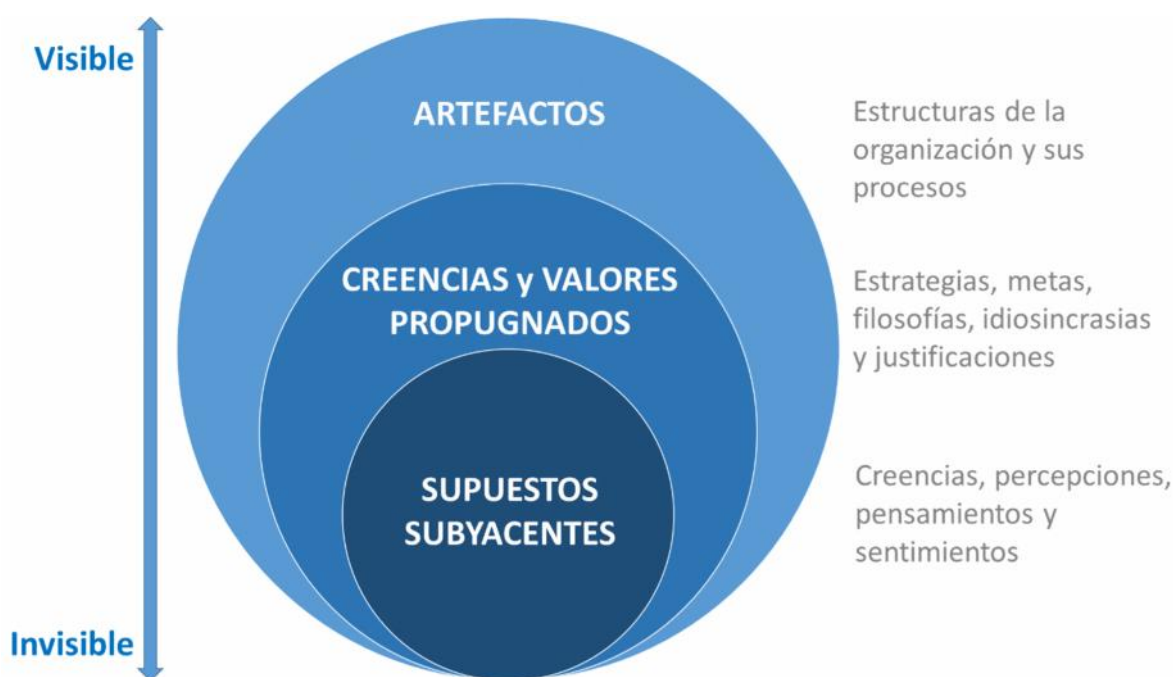 Visible
ARTEFACTOS
Estructuras de la
organización y sus
procesos
CREENCIAS y VALORES
PROPUGNADOS
Estrategias, metas,
filosofías, idiosincrasias
y justificaciones
SUPUESTOS
SUBYACENTES
Creencias, percepciones,
pensamientos y
sentimientos
Invisible